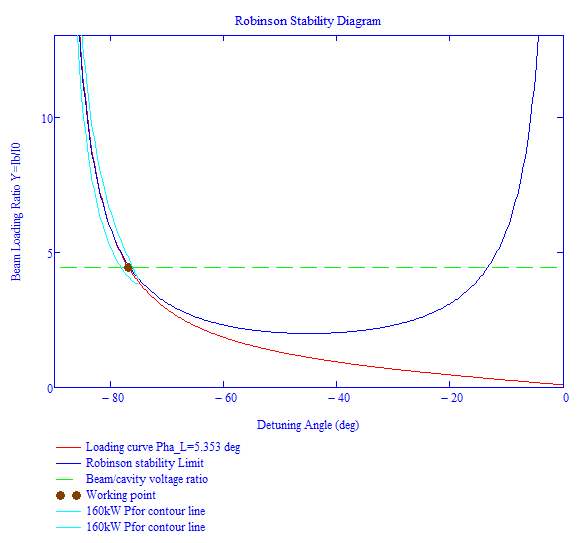 Robinson Stability Diagram
Beam Loading Ratio Y=Ib/I0
10
5
0
−80
−60
−40
−20
0
Detuning Angle (deg)
Loading curve Pha_L=5.353 deg
Robinson stability Limit
Beam/cavity voltage ratio
Working point
160kW Pfor contour line
160kW Pfor contour line